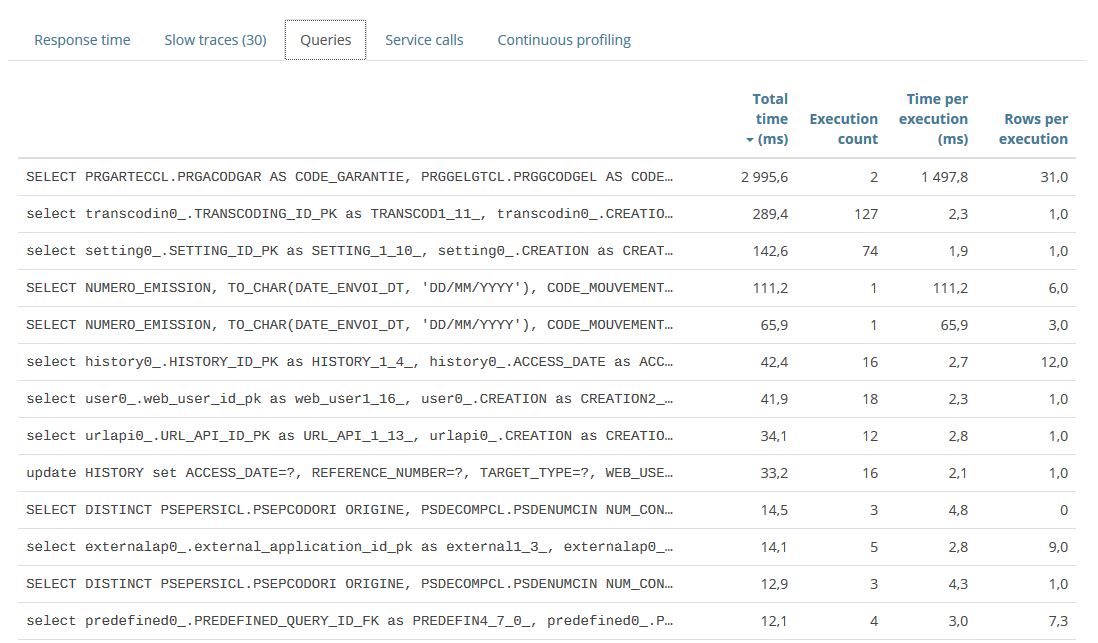 Response time Slow traces (30) Queries Service calls Continuous profiling
Total time (ms) Execution count Time per execution (ms) Rows per execution
SELECT PRGARTECCL.PRGACODGAR AS CODE_GARANTIE, PRGGELGTCL.PRGGCODGEL AS CODE… 2 995,6 2 1 497,8 31,0
select transcodin0_.TRANSCODING_ID_PK as TRANSCOD1_11_, transcodin0_.CREATIO… 289,4 127 2,3 1,0
select setting0_.SETTING_ID_PK as SETTING_1_10_, setting0_.CREATION as CREAT… 142,6 74 1,9 1,0
SELECT NUMERO_EMISSION, TO_CHAR(DATE_ENVOI_DT, 'DD/MM/YYYY'), CODE_MOUVEMENT… 111,2 1 111,2 6,0
SELECT NUMERO_EMISSION, TO_CHAR(DATE_ENVOI_DT, 'DD/MM/YYYY'), CODE_MOUVEMENT… 65,9 1 65,9 3,0
select history0_.HISTORY_ID_PK as HISTORY_1_4_, history0_.ACCESS_DATE as ACC… 42,4 16 2,7 12,0
select user0_.web_user_id_pk as web_user1_16_, user0_.CREATION as CREATION2_… 41,9 18 2,3 1,0
select urlapi0_.URL_API_ID_PK as URL_API_1_13_, urlapi0_.CREATION as CREATIO… 34,1 12 2,8 1,0
update HISTORY set ACCESS_DATE=?, REFERENCE_NUMBER=?, TARGET_TYPE=?, WEB_USE… 33,2 16 2,1 1,0
SELECT DISTINCT PSEPERSICL.PSEPCODORI ORIGINE, PSDECOMPCL.PSDENUMCIN NUM_CON… 14,5 3 4,8 0
select externalap0_.external_application_id_pk as external1_3_, externalap0_… 14,1 5 2,8 9,0
SELECT DISTINCT PSEPERSICL.PSEPCODORI ORIGINE, PSDECOMPCL.PSDENUMCIN NUM_CON… 12,9 3 4,3 1,0
select predefined0_.PREDEFINED_QUERY_ID_FK as PREDEFIN4_7_0_, predefined0_.P… 12,1 4 3,0 7,3